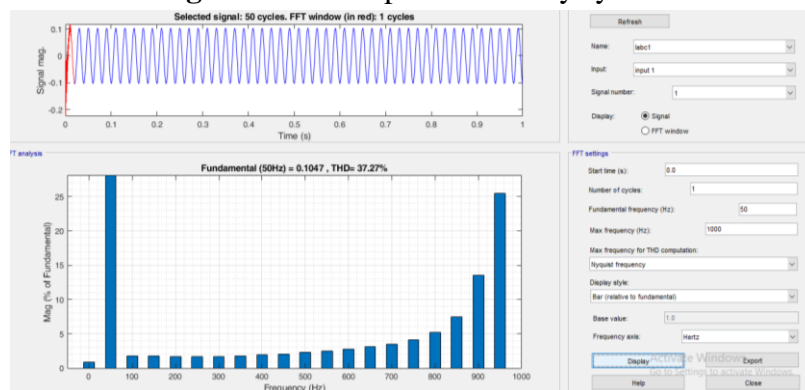 Selected signal: 50 cycles. FFT window (in red): 1 cycles
0.1
0
-0.1
-0.2
Signal mag.
0 0.1 0.2 0.3 0.4 0.5 0.6 0.7 0.8 0.9 1
Time (s)
Refresh
Name: Iabc1
Input: input 1
Signal number: 1
Display: Signal
FFT window
FT analysis
Fundamental (50Hz) = 0.1047 , THD= 37.27%
25
20
15
10
5
0
Mag (% of Fundamental)
0 100 200 300 400 500 600 700 800 900 1000
Frequency (Hz)
FFT settings
Start time (s): 0.0
Number of cycles: 1
Fundamental frequency (Hz): 50
Max frequency (Hz): 1000
Max frequency for THD computation:
Nyquist frequency
Display style:
Bar (relative to fundamental)
Base value: 1.0
Frequency axis: Hertz
Display Export
Activate Windows
Go to Settings to activate Windows.
Help Close